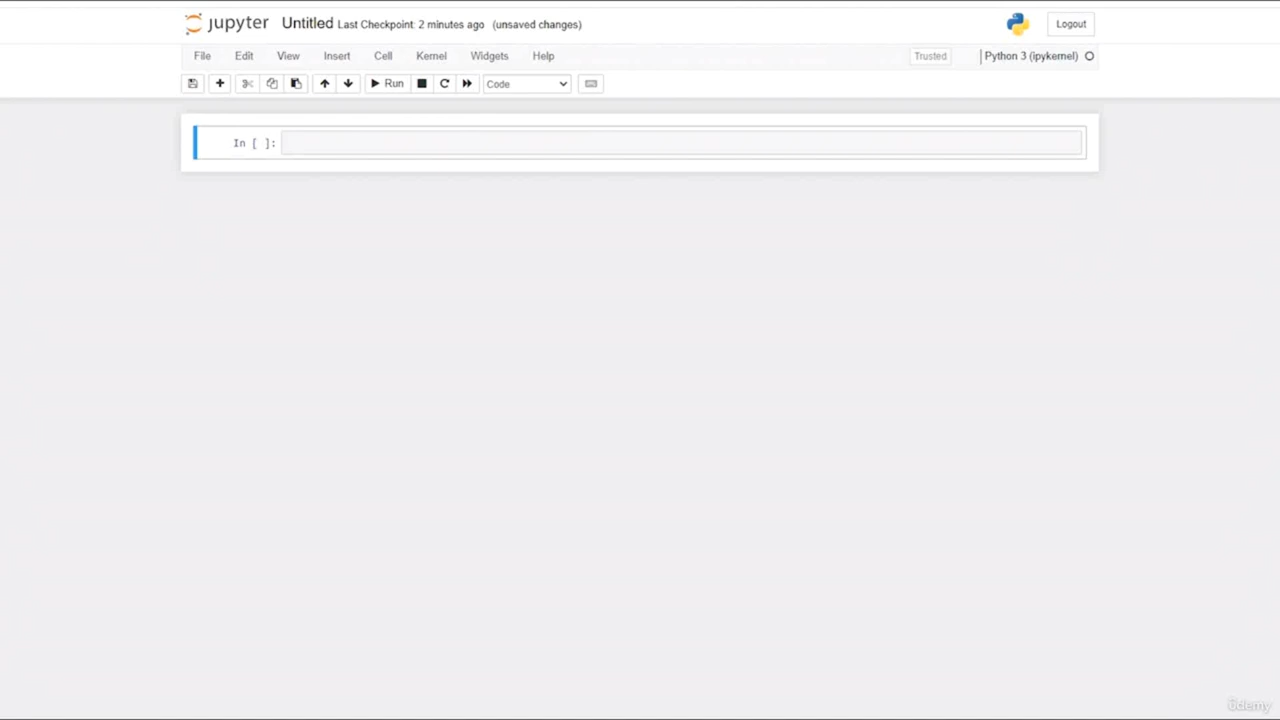 jupyter Untitled Last Checkpoint: 2 minutes ago (unsaved changes) Logout
File Edit View Insert Cell Kernel Widgets Help Trusted Python 3 (ipykernel)
Run Code
In [ ]:
ûdemy